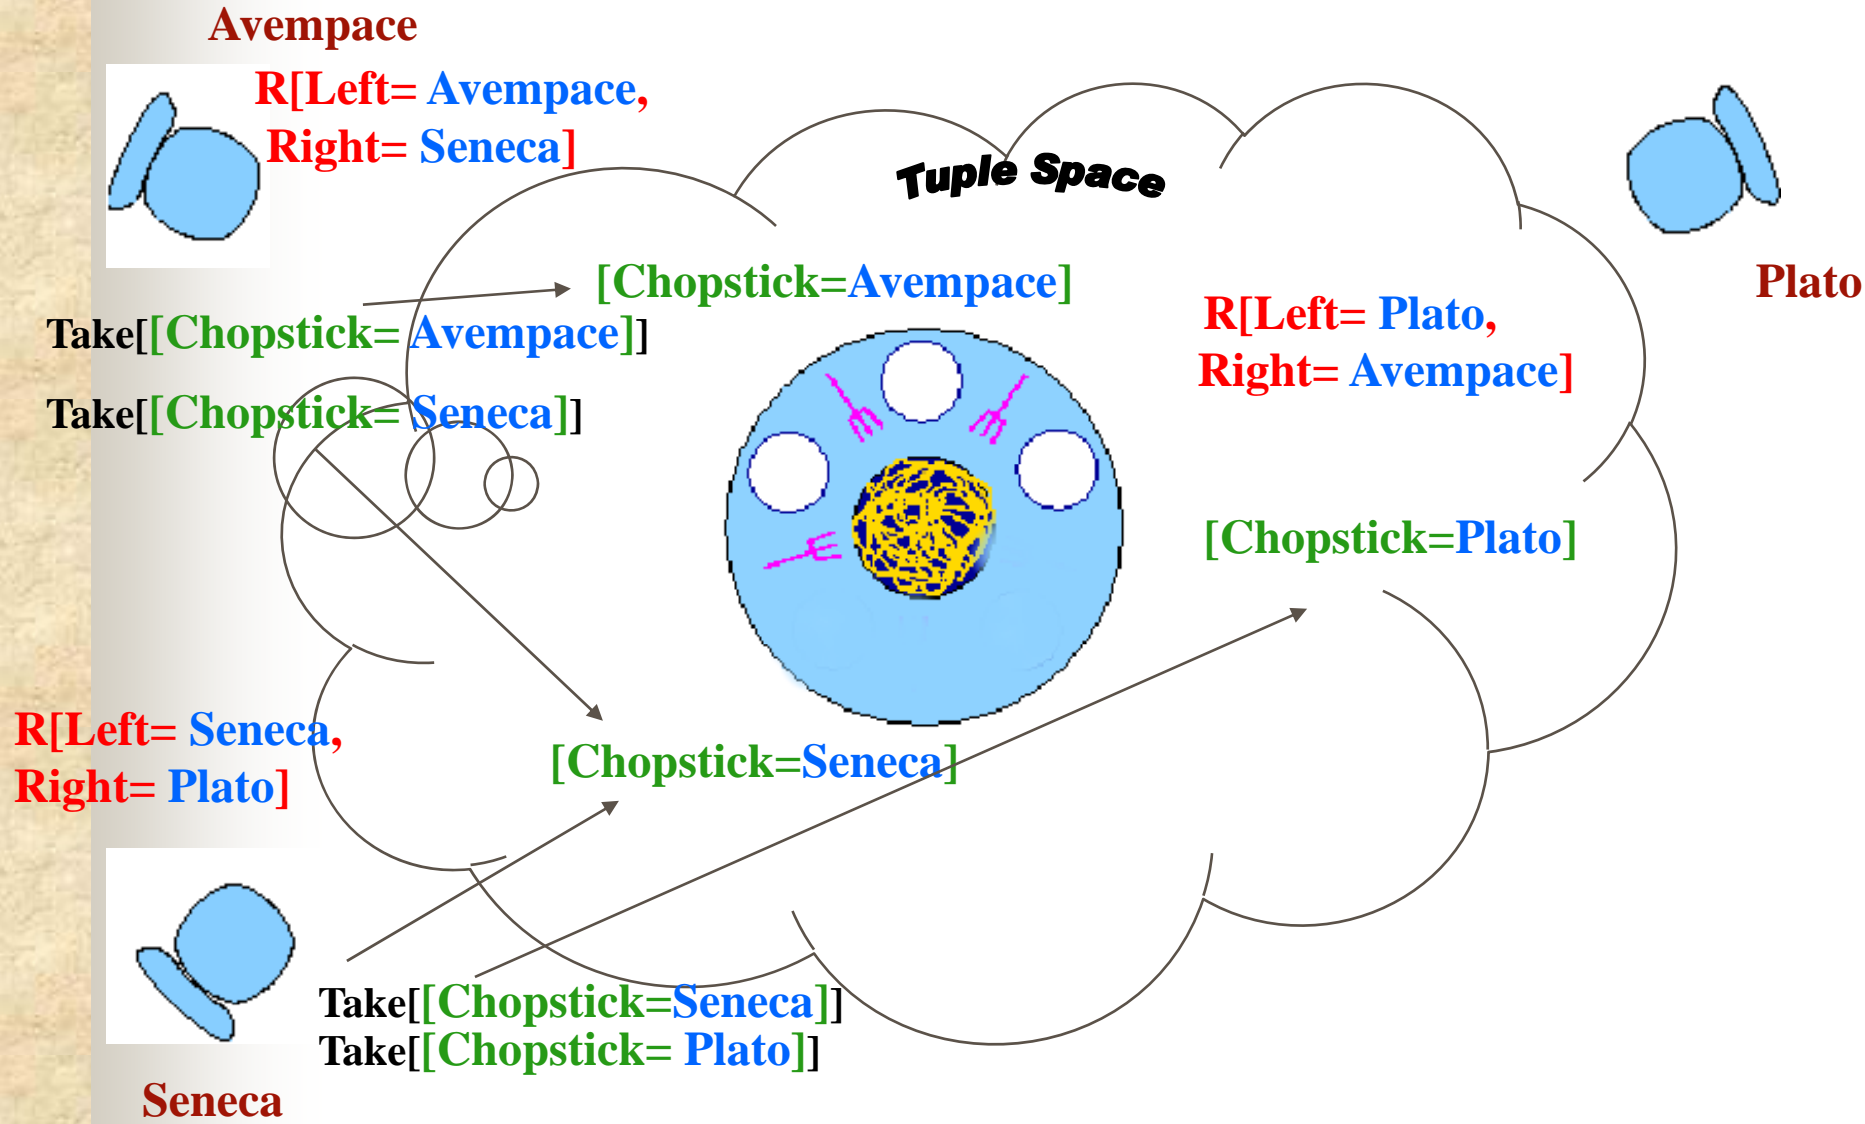 Avempace
R[Left= Avempace,
Right= Seneca]
Tuple Space
Plato
[Chopstick=Avempace]
Take[[Chopstick= Avempace]]
Take[[Chopstick= Seneca]]
R[Left= Plato,
Right= Avempace]
[Chopstick=Plato]
R[Left= Seneca,
Right= Plato]
[Chopstick=Seneca]
Take[[Chopstick=Seneca]]
Take[[Chopstick= Plato]]
Seneca